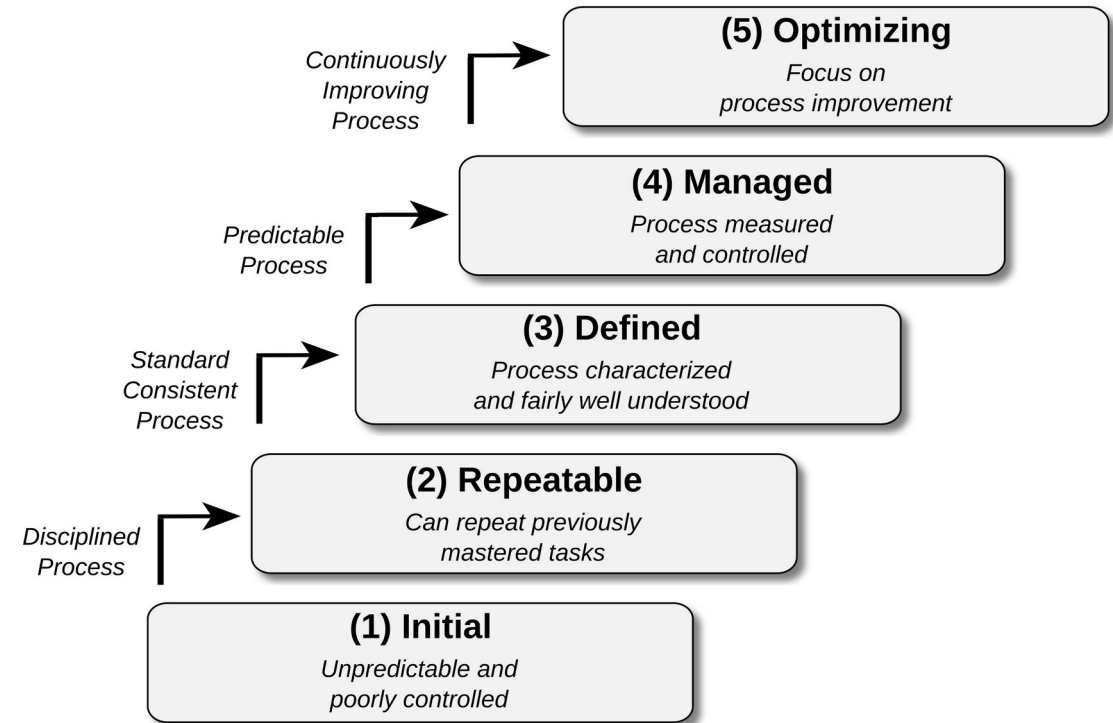 (5) Optimizing
Focus on
process improvement
Continuously
Improving
Process
(4) Managed
Process measured
and controlled
Predictable
Process
(3) Defined
Process characterized
and fairly well understood
Standard
Consistent
Process
(2) Repeatable
Can repeat previously
mastered tasks
Disciplined
Process
(1) Initial
Unpredictable and
poorly controlled